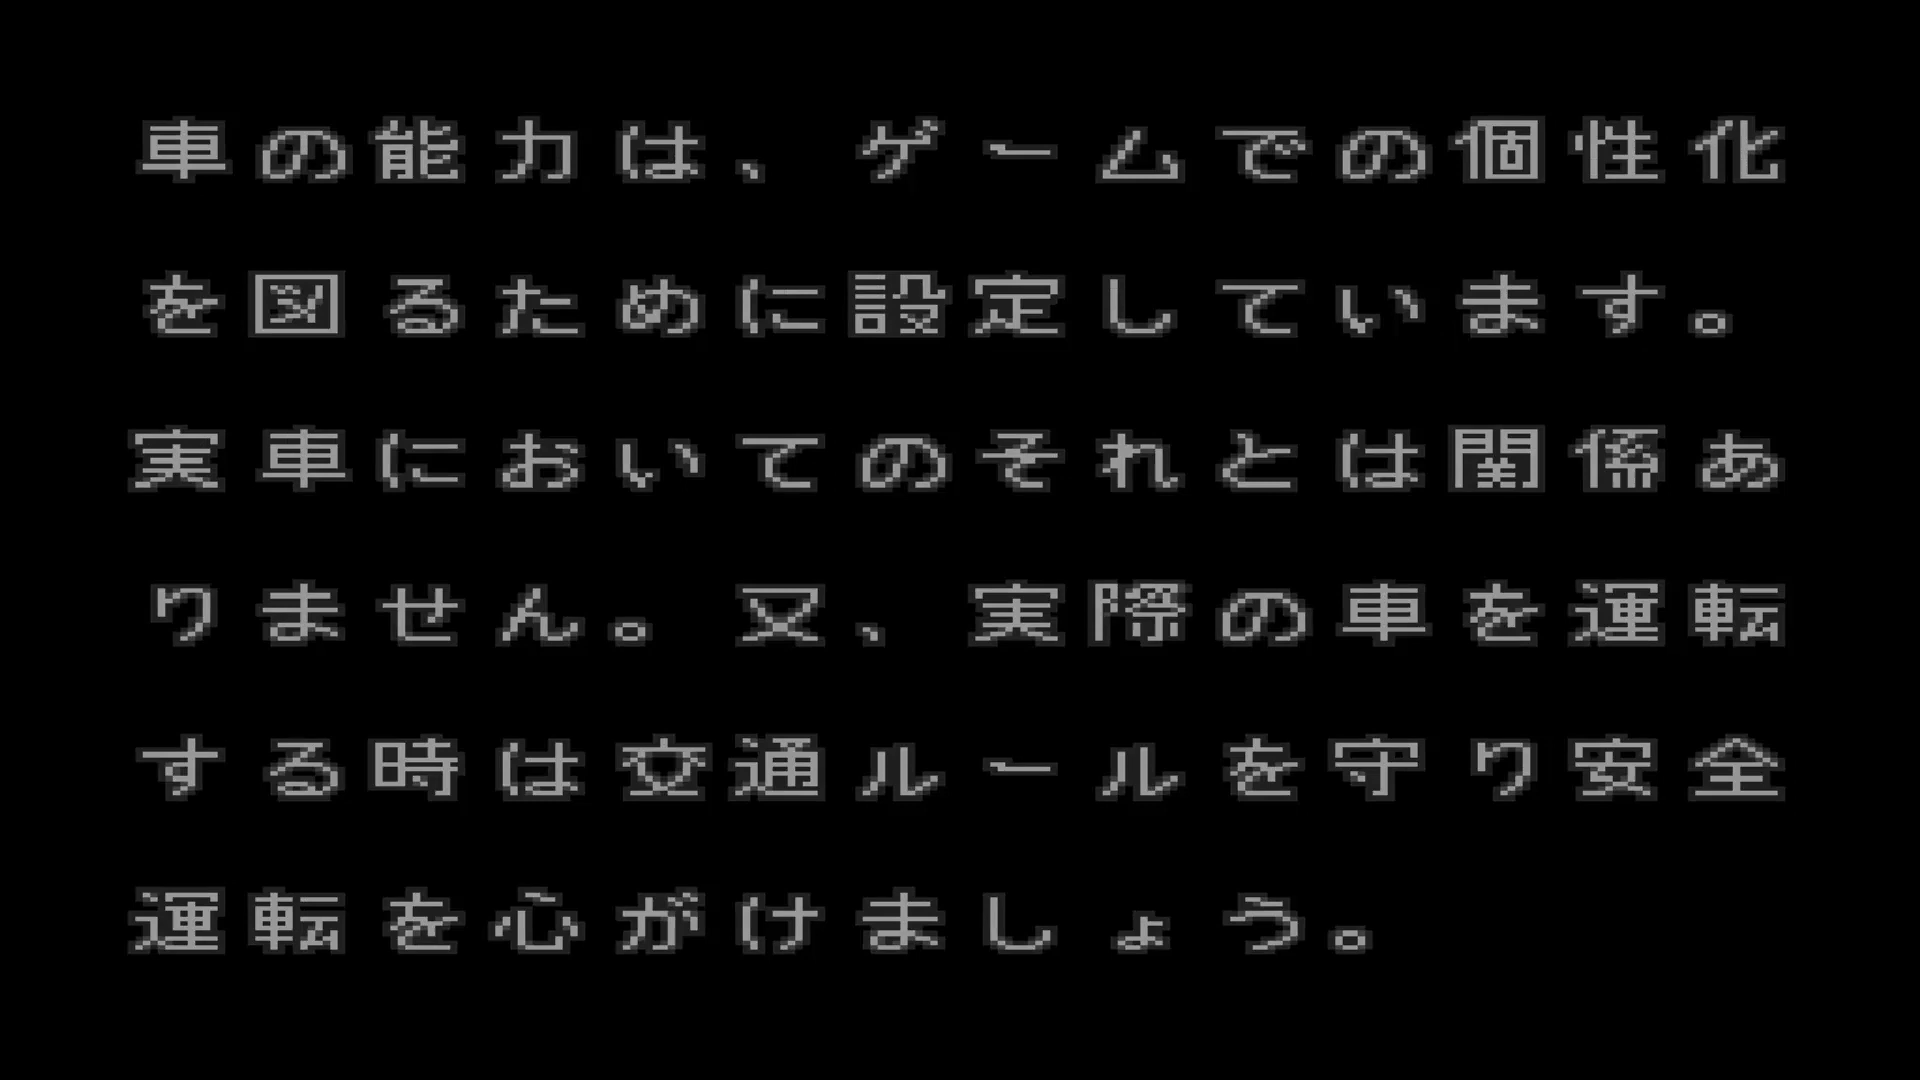 車の能力は、ゲームでの個性化
を図るために設定しています。
実車においてのそれとは関係あ
りません。又、実際の車を運転
する時は交通ルールを守り安全
運転を心がけましょう。